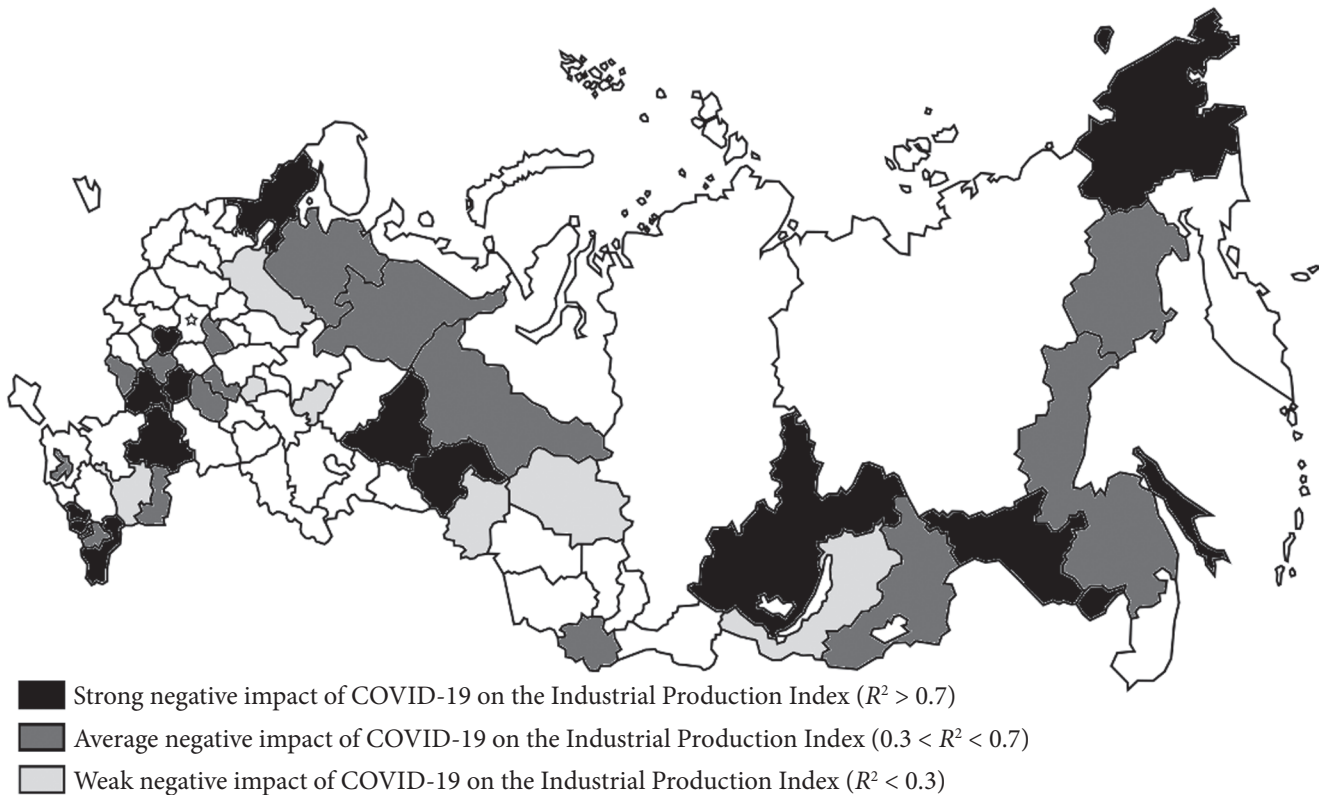 Strong negative impact of COVID-19 on the Industrial Production Index (R² > 0.7)
Average negative impact of COVID-19 on the Industrial Production Index (0.3 < R² < 0.7)
Weak negative impact of COVID-19 on the Industrial Production Index (R² < 0.3)